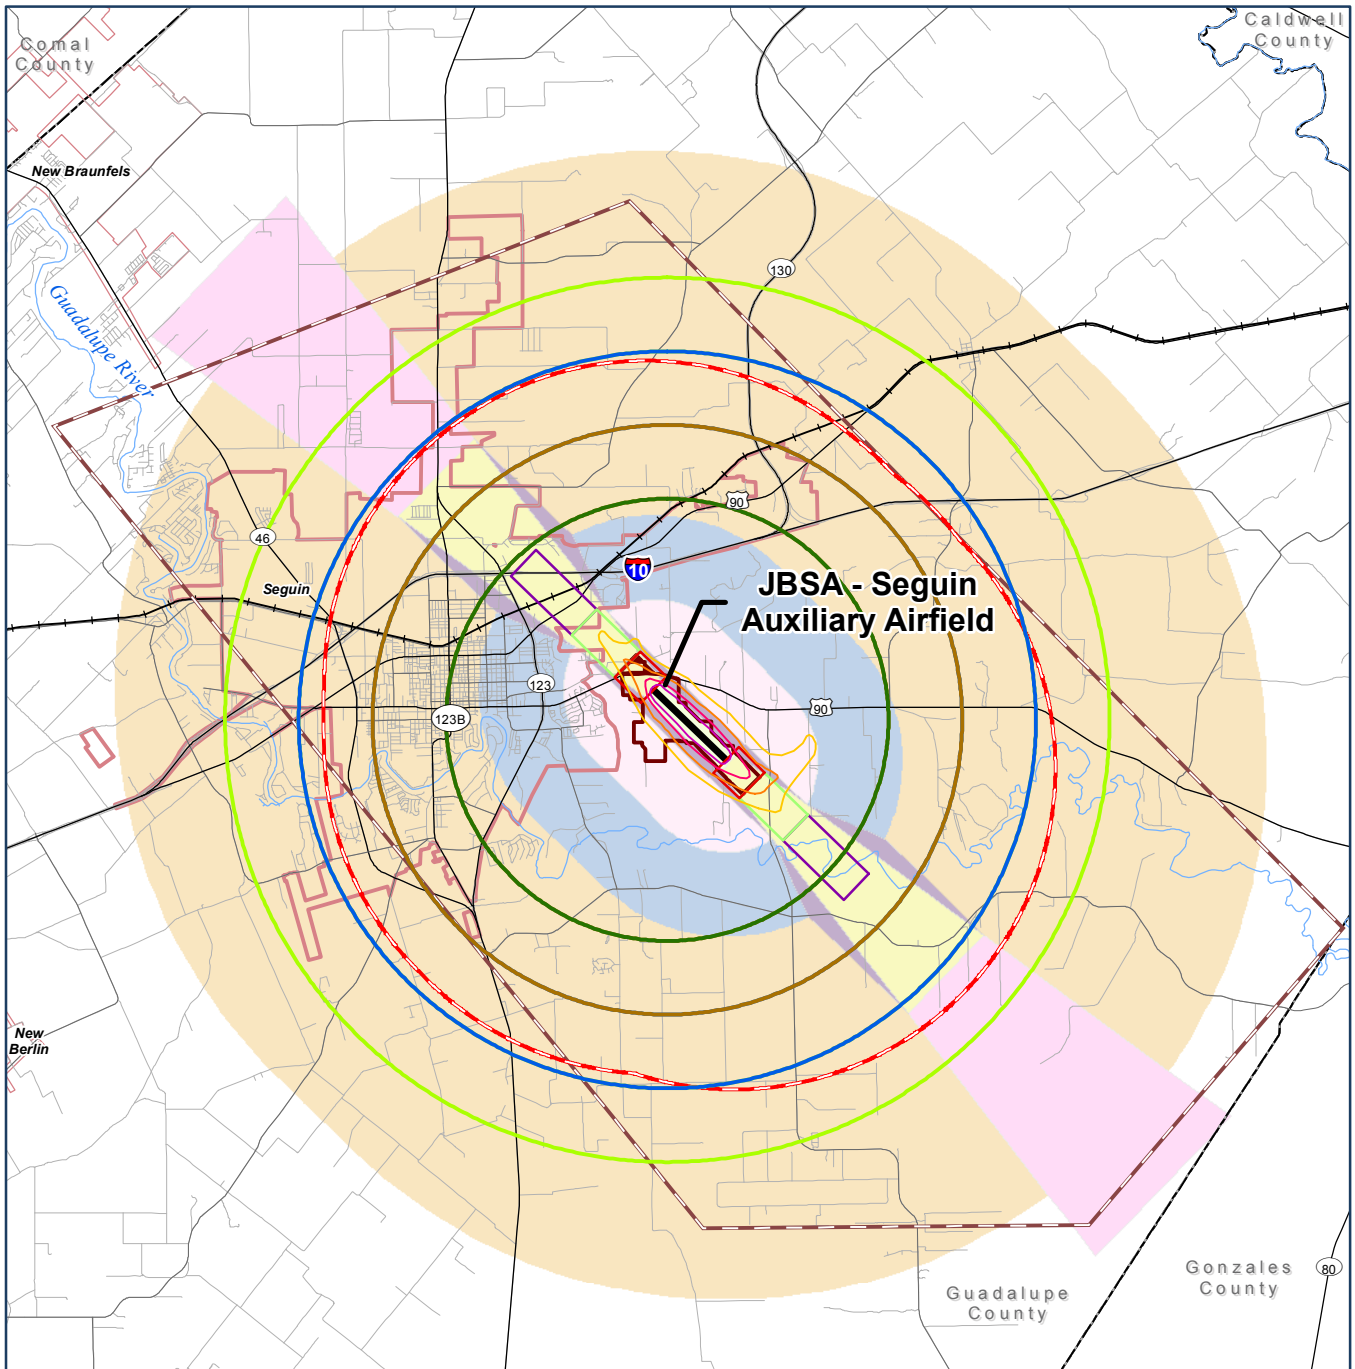 Comal
County
Caldwell
County
New Braunfels
Guadalupe River
130
90
46
10
Seguin
JBSA - Seguin
Auxiliary Airfield
123
90
123B
New
Berlin
Gonzales
County
80
Guadalupe
County